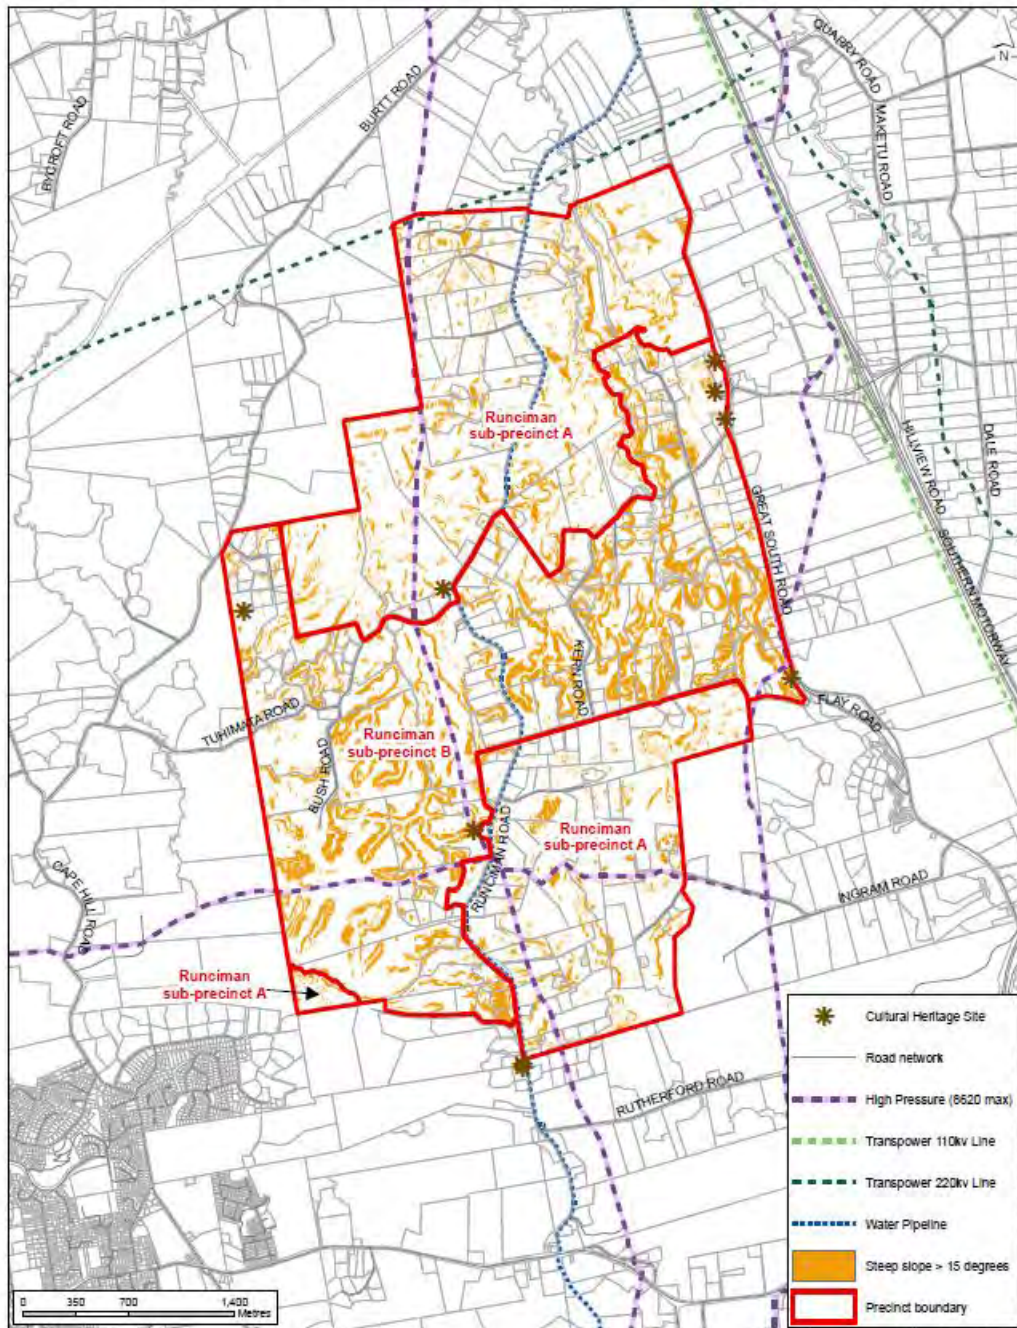 QUARRY ROAD
BURTT ROAD
N
BYCROFT ROAD
MAKETU ROAD
Runciman
sub-precinct A
HILLVIEW ROAD
DALE ROAD
GREAT SOUTH ROAD
SOUTHERN MOTORWAY
KERN ROAD
TUHIMATA ROAD
FLAY ROAD
Runciman
sub-precinct B
BUSH ROAD
RUNCIMAN ROAD
Runciman
sub-precinct A
CAPE HILL ROAD
INGRAM ROAD
Runciman
sub-precinct A
RUTHERFORD ROAD
Cultural Heritage Site
Road network
High Pressure (6620 max)
Transpower 110kv Line
Transpower 220kv Line
Water Pipeline
Steep slope > 15 degrees
Precinct boundary
0 350 700 1,400
Metres